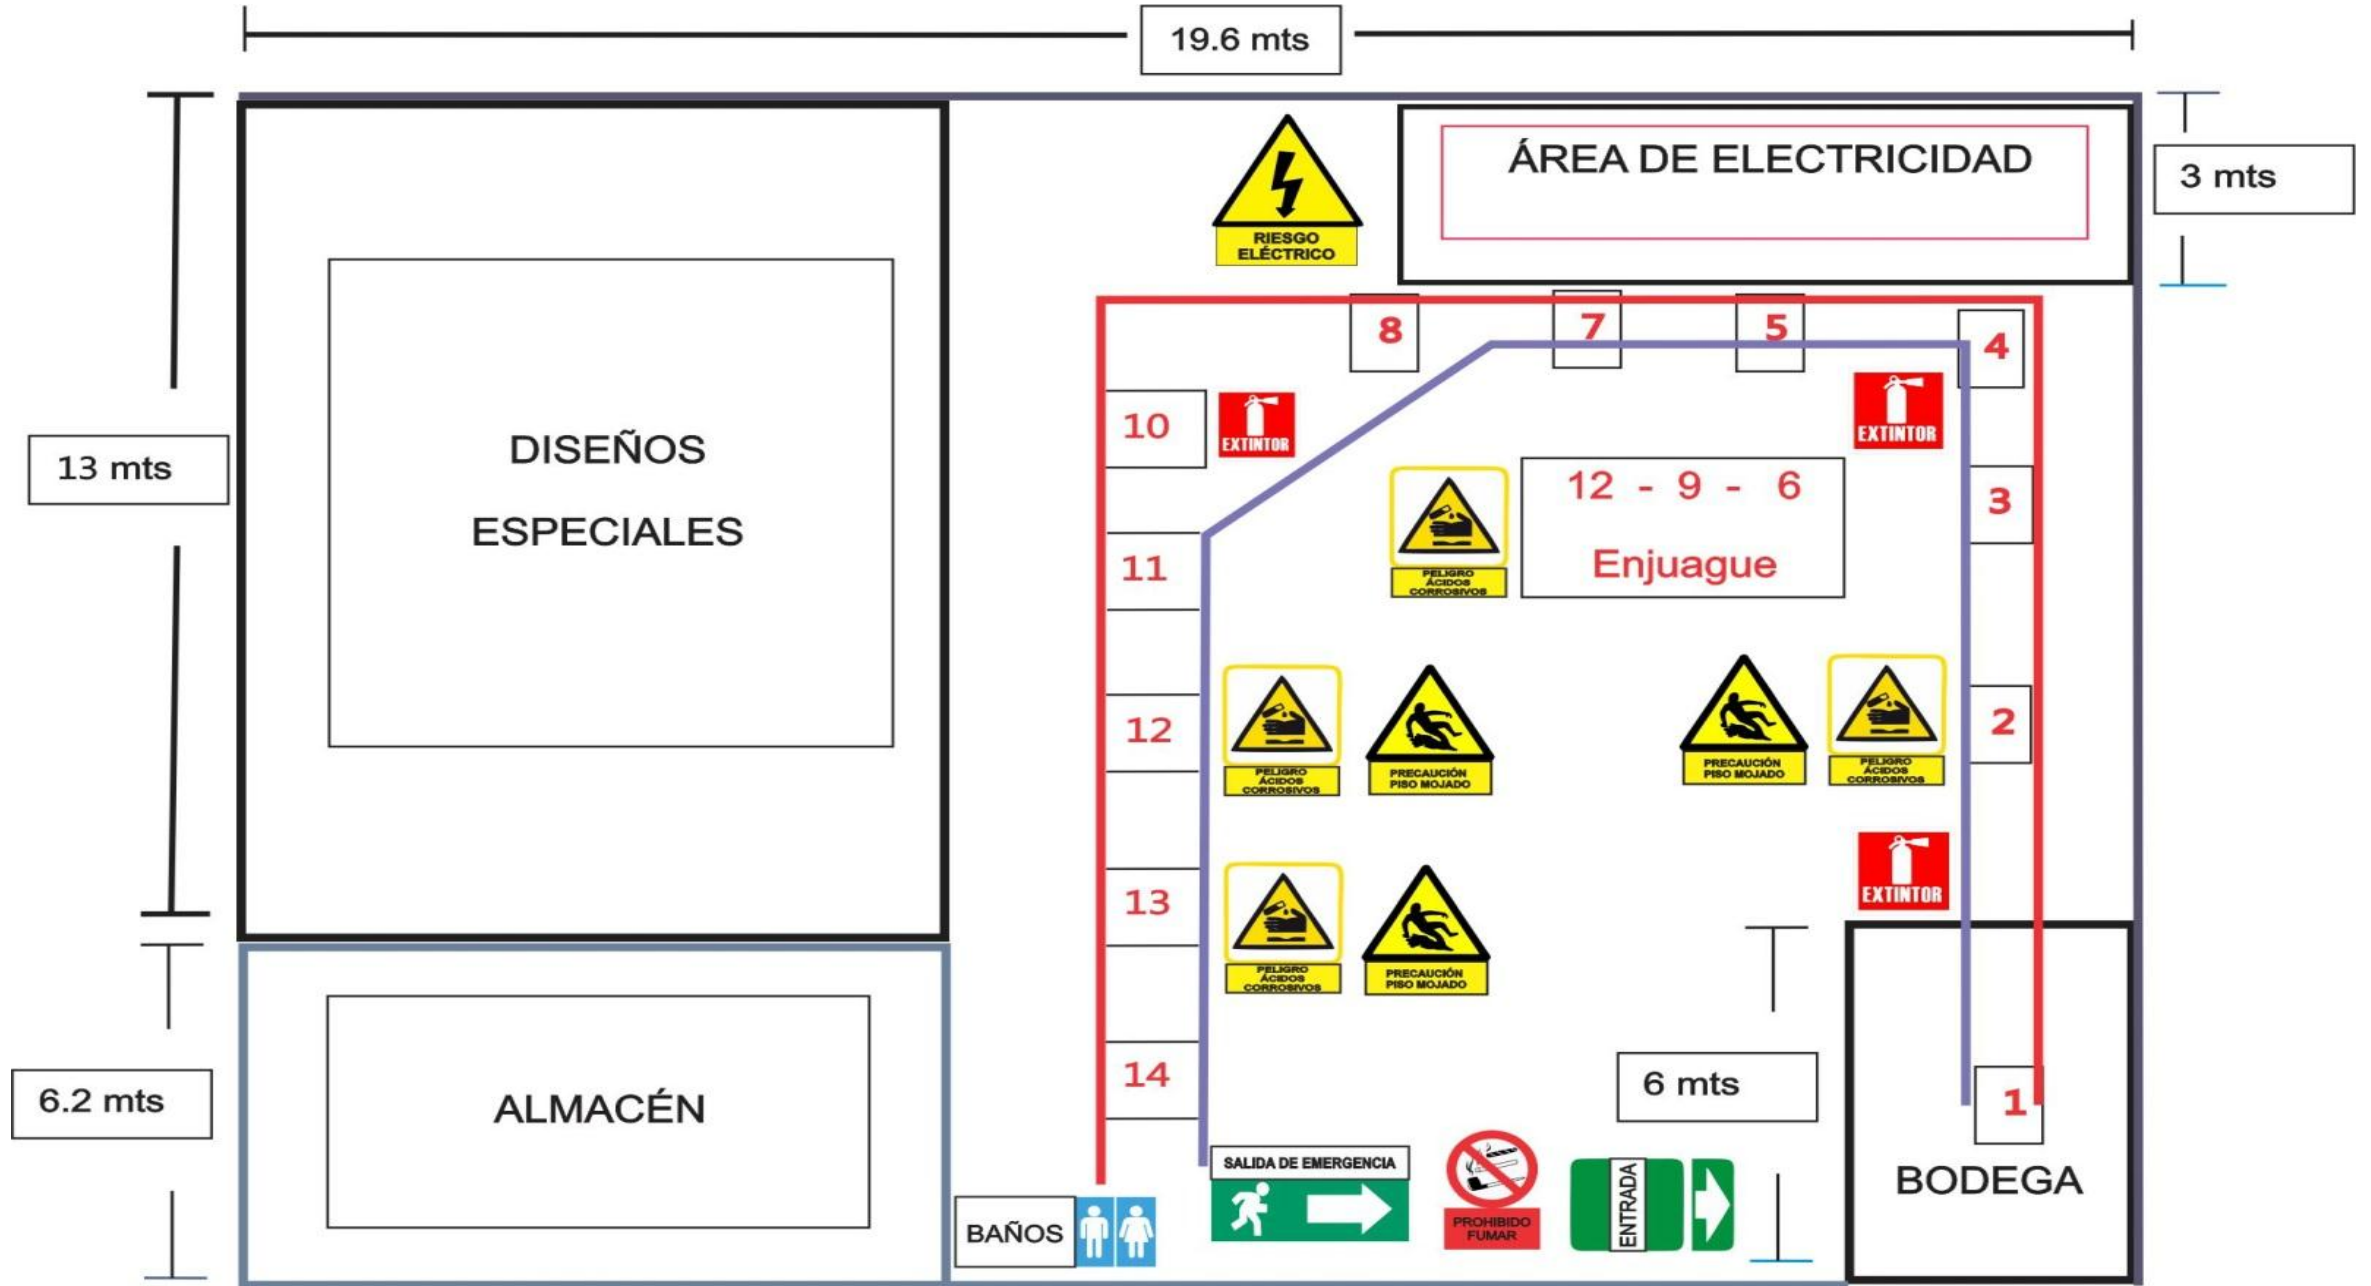 19.6 mts
ÁREA DE ELECTRICIDAD
3 mts
RIESGO
ELÉCTRICO
8
7
5
4
10
EXTINTOR
EXTINTOR
13 mts
DISEÑOS
ESPECIALES
12 - 9 - 6
Enjuague
3
11
PELIGRO
ÁCIDOS
CORROSIVOS
12
PELIGRO
ÁCIDOS
CORROSIVOS
PRECAUCIÓN
PISO MOJADO
PRECAUCIÓN
PISO MOJADO
PELIGRO
ÁCIDOS
CORROSIVOS
2
13
PELIGRO
ÁCIDOS
CORROSIVOS
PRECAUCIÓN
PISO MOJADO
EXTINTOR
6.2 mts
ALMACÉN
14
6 mts
1
BODEGA
BAÑOS
SALIDA DE EMERGENCIA
PROHIBIDO
FUMAR
ENTRADA